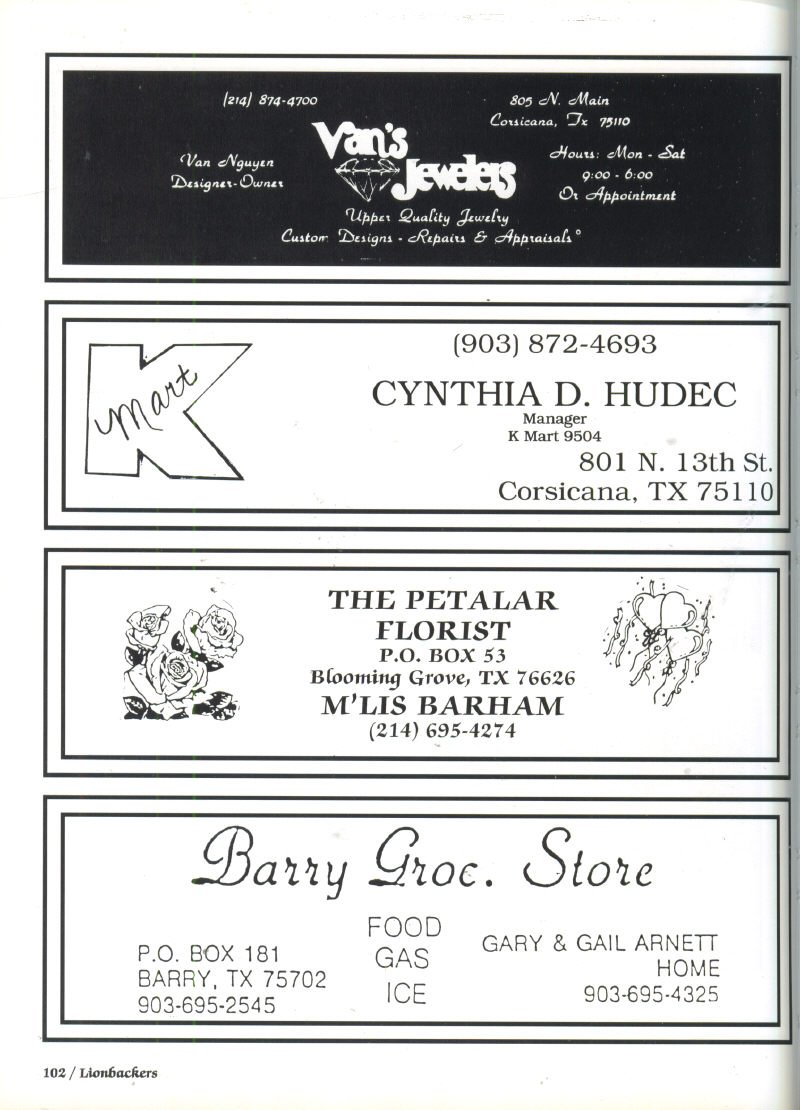 (214) 874-4700
805 N. Main
Corsicana, Tx 75110
Van's
Jewelers
Van Nguyen
Designer-Owner
Hours: Mon - Sat
9:00 - 6:00
Or Appointment
Upper Quality Jewelry
Custom Designs - Repairs & Appraisals
K
Mart
(903) 872-4693
CYNTHIA D. HUDEC
Manager
K Mart 9504
801 N. 13th St.
Corsicana, TX 75110
THE PETALAR
FLORIST
P.O. BOX 53
Blooming Grove, TX 76626
M'LIS BARHAM
(214) 695-4274
Barry Groc. Store
P.O. BOX 181
BARRY, TX 75702
903-695-2545
FOOD
GAS
ICE
GARY & GAIL ARNETT
HOME
903-695-4325
102 / Lionbackers